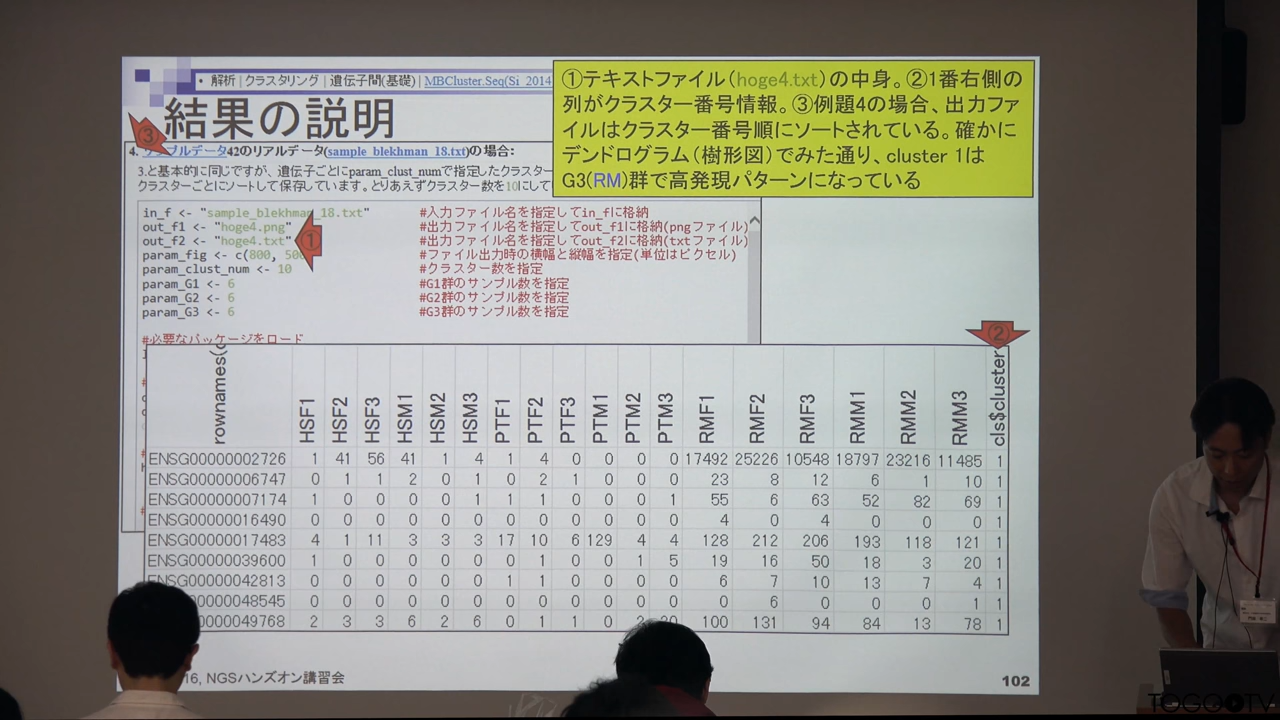 • 解析 | クラスタリング | 遺伝子間(基礎) | MBCluster.Seq(Si_2014
結果の説明
①テキストファイル(hoge4.txt)の中身。②1番右側の
列がクラスター番号情報。③例題4の場合、出力ファ
イルはクラスター番号順にソートされている。確かに
デンドログラム(樹形図)でみた通り、cluster 1は
G3(RM)群で高発現パターンになっている
③
4. サンプルデータ42のリアルデータ(sample_blekhman_18.txt)の場合:
3.と基本的に同じですが、遺伝子ごとにparam_clust_numで指定したクラスター
クラスターごとにソートして保存しています。とりあえずクラスター数を10にして
in_f <- "sample_blekhman_18.txt" #入力ファイル名を指定してin_fに格納
out_f1 <- "hoge4.png" #出力ファイル名を指定してout_f1に格納(pngファイル)
out_f2 <- "hoge4.txt" #出力ファイル名を指定してout_f2に格納(txtファイル)
①
param_fig <- c(800, 500 #ファイル出力時の横幅と縦幅を指定(単位はピクセル)
param_clust_num <- 10 #クラスター数を指定
param_G1 <- 6 #G1群のサンプル数を指定
param_G2 <- 6 #G2群のサンプル数を指定
param_G3 <- 6 #G3群のサンプル数を指定
#必要なパッケージをロード
②
rownames(c HSF1 HSF2 HSF3 HSM1 HSM2 HSM3 PTF1 PTF2 PTF3 PTM1 PTM2 PTM3 RMF1 RMF2 RMF3 RMM1 RMM2 RMM3 cls$cluster
ENSG00000002726 1 41 56 41 1 4 1 4 0 0 0 0 17492 25226 10548 18797 23216 11485 1
ENSG00000006747 0 1 1 2 0 1 0 2 1 0 0 0 23 8 12 6 1 10 1
ENSG00000007174 1 0 0 0 0 1 1 1 0 0 0 1 55 6 63 52 82 69 1
ENSG00000016490 0 0 0 0 0 0 0 0 0 0 0 0 4 0 4 0 0 0 1
ENSG00000017483 4 1 11 3 3 3 17 10 6 129 4 4 128 212 206 193 118 121 1
ENSG00000039600 1 0 0 0 0 0 0 1 0 0 1 5 19 16 50 18 3 20 1
ENSG00000042813 0 0 0 0 0 0 1 1 0 0 0 0 6 7 10 13 7 4 1
00000048545 0 0 0 0 0 0 0 0 0 0 0 0 0 6 0 0 0 1 1
00000049768 2 3 3 6 2 6 0 1 1 0 100 131 94 84 13 78 1
16, NGSハンズオン講習会
102
TOGOTV